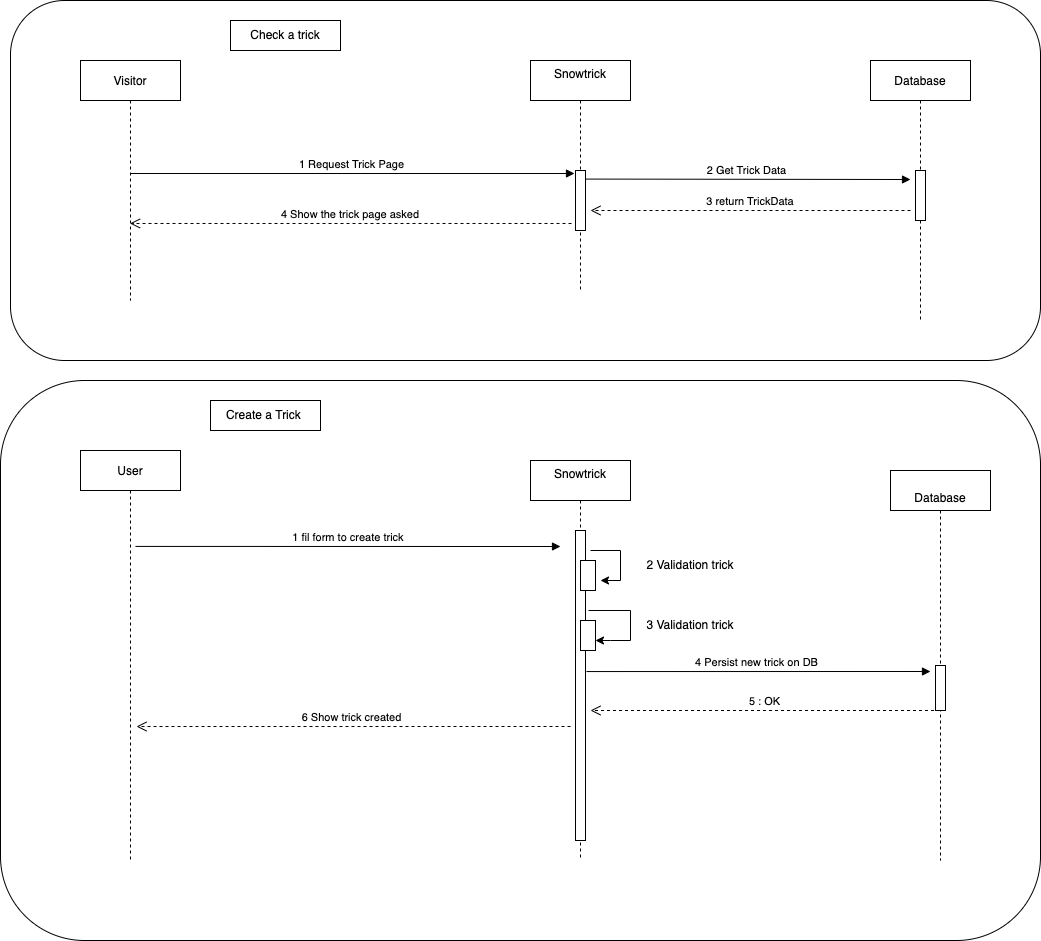 Check a trick
Visitor
Snowtrick
Database
1 Request Trick Page
2 Get Trick Data
3 return TrickData
4 Show the trick page asked
Create a Trick
User
Snowtrick
Database
1 fil form to create trick
2 Validation trick
3 Validation trick
4 Persist new trick on DB
5 : OK
6 Show trick created